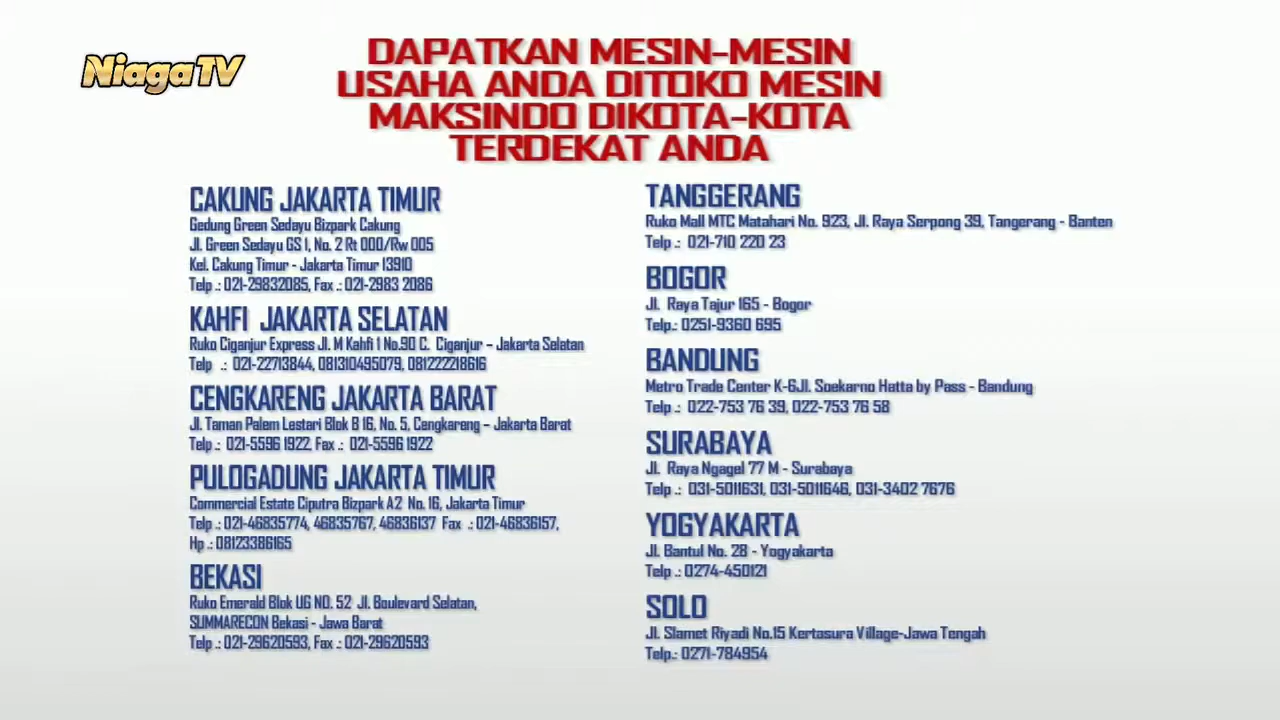 NiagaTV
DAPATKAN MESIN-MESIN
USAHA ANDA DITOKO MESIN
MAKSINDO DIKOTA-KOTA
TERDEKAT ANDA
CAKUNG JAKARTA TIMUR
Gedung Green Sedayu Bizpark Cakung
Jl. Green Sedayu GS 1, No. 2 Rt 000/Rw 005
Kel. Cakung Timur - Jakarta Timur 13910
Telp .: 021-29832085, Fax .: 021-2983 2086
KAHFI JAKARTA SELATAN
Ruko Ciganjur Express Jl. M Kahfi 1 No.90 C. Ciganjur – Jakarta Selatan
Telp .: 021-22713844, 081310495079, 081222218616
CENGKARENG JAKARTA BARAT
Jl. Taman Palem Lestari Blok B 16, No. 5, Cengkareng – Jakarta Barat
Telp .: 021-5596 1922, Fax .: 021-5596 1922
PULOGADUNG JAKARTA TIMUR
Commercial Estate Ciputra Bizpark A2 No. 16, Jakarta Timur
Telp .: 021-46835774, 46835767, 46836137 Fax .: 021-46836157,
Hp .: 08123386165
BEKASI
Ruko Emerald Blok UG NO. 52 Jl. Boulevard Selatan,
SUMMARECON Bekasi - Jawa Barat
Telp .: 021-29620593, Fax .: 021-29620593
TANGGERANG
Ruko Mall MTC Matahari No. 923, Jl. Raya Serpong 39, Tangerang - Banten
Telp .: 021-710 220 23
BOGOR
Jl. Raya Tajur 165 - Bogor
Telp.: 0251-9360 695
BANDUNG
Metro Trade Center K-6Jl. Soekarno Hatta by Pass - Bandung
Telp .: 022-753 76 39, 022-753 76 58
SURABAYA
Jl. Raya Ngagel 77 M - Surabaya
Telp .: 031-5011631, 031-5011646, 031-3402 7676
YOGYAKARTA
Jl. Bantul No. 28 - Yogyakarta
Telp .: 0274-450121
SOLO
Jl. Slamet Riyadi No.15 Kertasura Village-Jawa Tengah
Telp.: 0271-784954